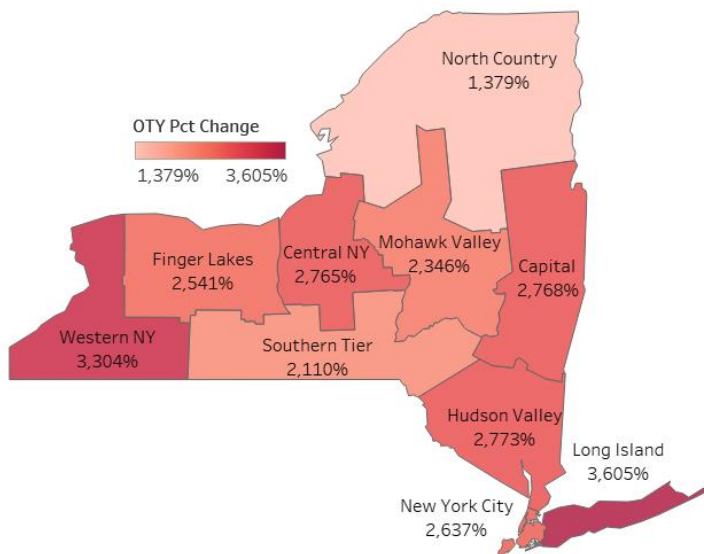 North Country
1,379%
OTY Pct Change
1,379% 3,605%
Mohawk Valley
2,346%
Central NY
2,765%
Finger Lakes
2,541%
Capital
2,768%
Western NY
3,304%
Southern Tier
2,110%
Hudson Valley
2,773%
Long Island
3,605%
New York City
2,637%